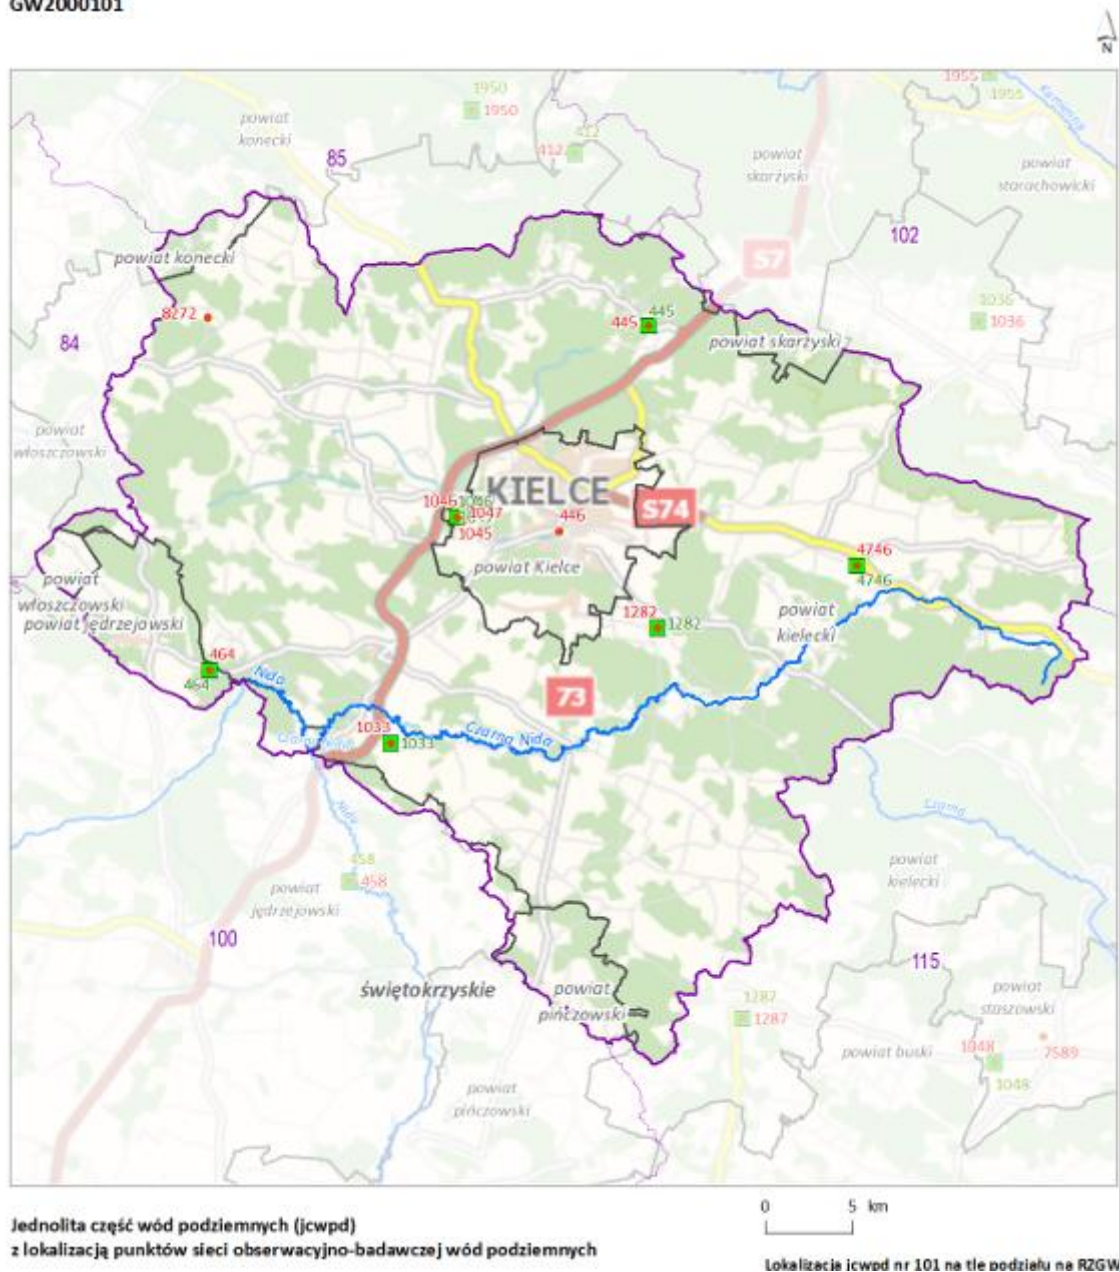 GW2000101
N
1950
1950
1955
1955
Kamienna
powiat
konecki
412
412
85
powiat
skarżyski
powiat
starachowicki
102
powiat konecki
S7
8272
445
445
1036
1036
84
powiat skarżyski
powiat
włoszczowski
KIELCE
1046
1046
1047
1045
446
S74
powiat Kielce
4746
4746
powiat
włoszczowski
powiat jędrzejowski
1282
1282
powiat
kielecki
464
464
Nida
73
1033
1033
Czarna Nida
Czarna Nida
Nida
Czarna
458
458
powiat
jędrzejowski
powiat
kielecki
100
115
świętokrzyskie
powiat
pińczowski
1287
1287
powiat
staszowski
powiat buski
1048
7589
1048
powiat
pińczowski
0 5 km
Jednolita część wód podziemnych (jcwpd)
z lokalizacją punktów sieci obserwacyjno-badawczej wód podziemnych
Lokalizacja jcwpd nr 101 na tle podziału na RZGW